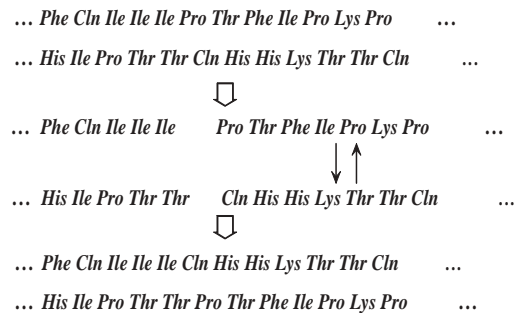 ... Phe Cln Ile Ile Ile Pro Thr Phe Ile Pro Lys Pro ...
... His Ile Pro Thr Thr Cln His His Lys Thr Thr Cln ...
... Phe Cln Ile Ile Ile Pro Thr Phe Ile Pro Lys Pro ...
... His Ile Pro Thr Thr Cln His His Lys Thr Thr Cln ...
... Phe Cln Ile Ile Ile Cln His His Lys Thr Thr Cln ...
... His Ile Pro Thr Thr Pro Thr Phe Ile Pro Lys Pro ...